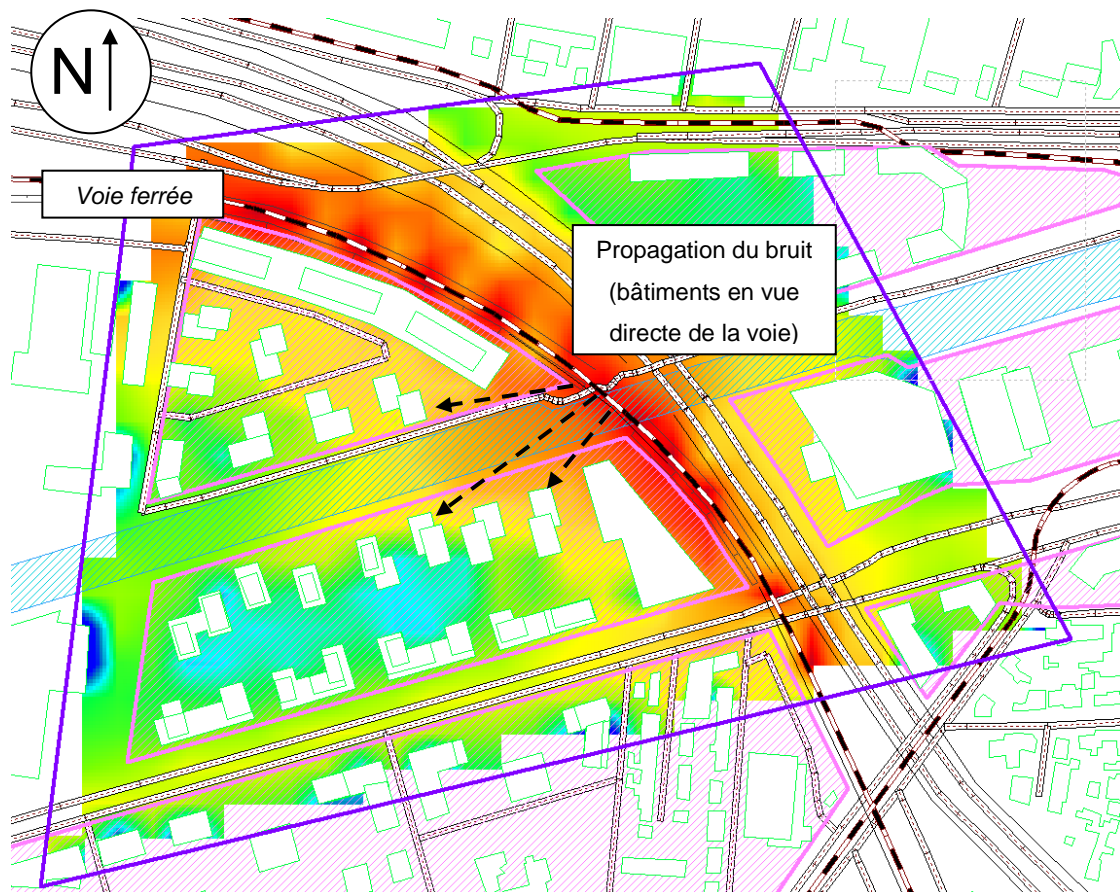 N
Voie ferrée
Propagation du bruit
(bâtiments en vue
directe de la voie)